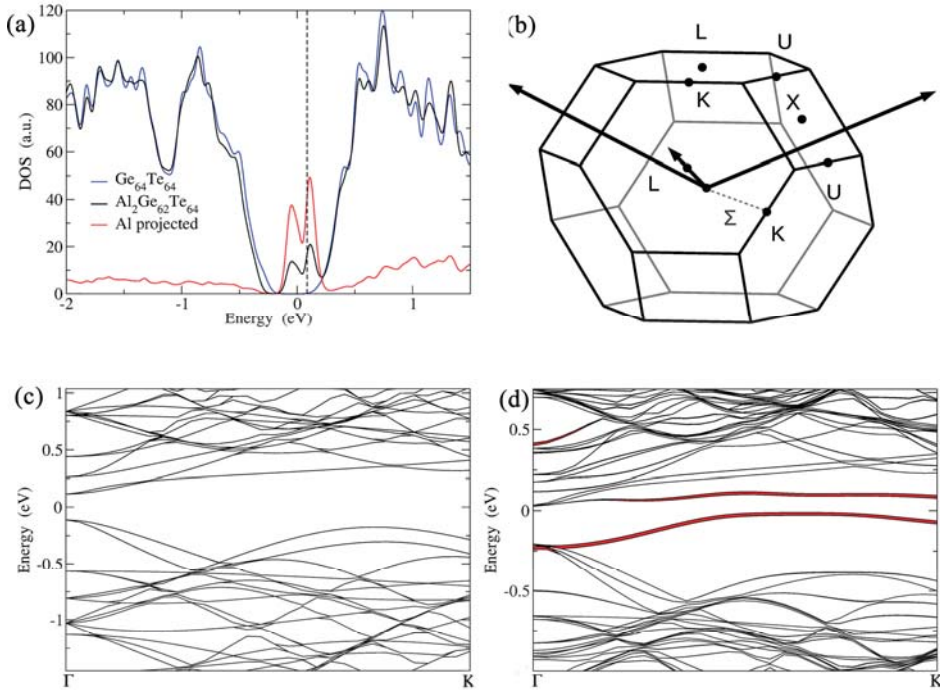 (a)
120
100
80
60
40
20
0
DOS (a.u.)
Ge64Te64
Al2Ge62Te64
Al projected
-2 -1 0 1
Energy (eV)
(b)
L
U
K
X
L
U
Σ
K
(c)
1
0.5
0
-0.5
-1
Energy (eV)
Γ K
(d)
0.5
0
-0.5
Energy (eV)
Γ K